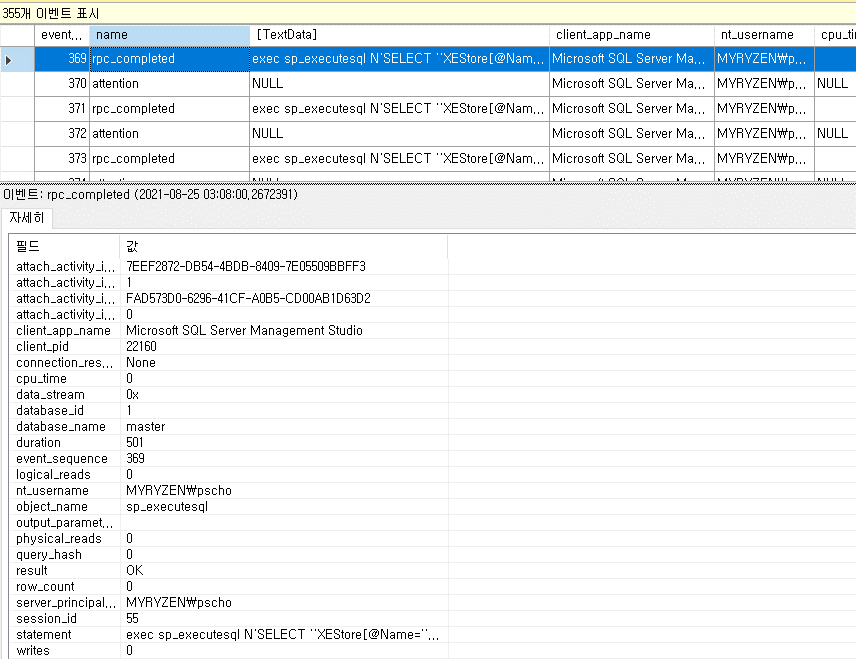 355개 이벤트 표시
event,... name [TextData] client_app_name nt_username cpu_ti
369 rpc_completed exec sp_executesql N'SELECT ''XEStore[@Nam,... Microsoft SQL Server Ma,... MYRYZEN₩p,...
370 attention NULL Microsoft SQL Server Ma,... MYRYZEN₩p,... NULL
371 rpc_completed exec sp_executesql N'SELECT ''XEStore[@Nam,... Microsoft SQL Server Ma,... MYRYZEN₩p,...
372 attention NULL Microsoft SQL Server Ma,... MYRYZEN₩p,... NULL
373 rpc_completed exec sp_executesql N'SELECT ''XEStore[@Nam,... Microsoft SQL Server Ma,... MYRYZEN₩p,...
이벤트: rpc_completed (2021-08-25 03:08:00,2672391)
자세히
필드 값
attach_activity_i,... 7EEF2872-DB54-4BDB-8409-7E05509BBFF3
attach_activity_i,... 1
attach_activity_i,... FAD573D0-6296-41CF-A0B5-CD00AB1D63D2
attach_activity_i,... 0
client_app_name Microsoft SQL Server Management Studio
client_pid 22160
connection_res,... None
cpu_time 0
data_stream 0x
database_id 1
database_name master
duration 501
event_sequence 369
logical_reads 0
nt_username MYRYZEN₩pscho
object_name sp_executesql
output_paramet,...
physical_reads 0
query_hash 0
result OK
row_count 0
server_principal,... MYRYZEN₩pscho
session_id 55
statement exec sp_executesql N'SELECT ''XEStore[@Name=''...
writes 0